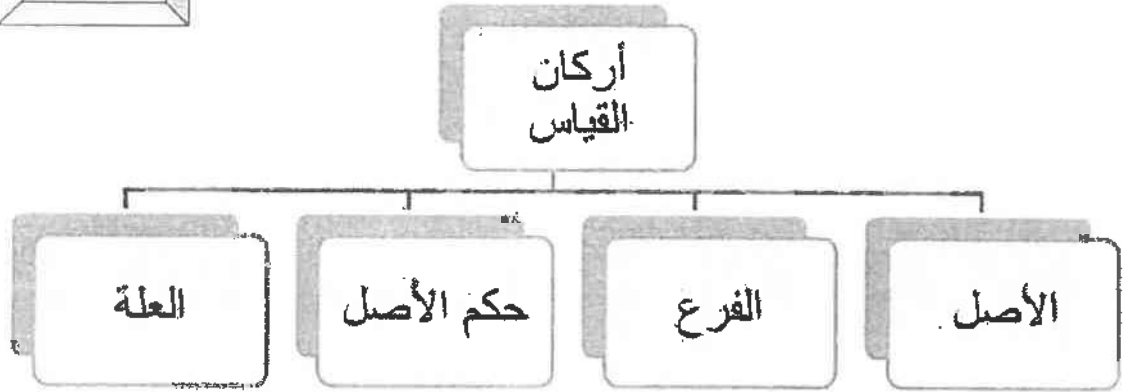 أركان
القياس
الأصل
الفرع
حكم الأصل
العلة